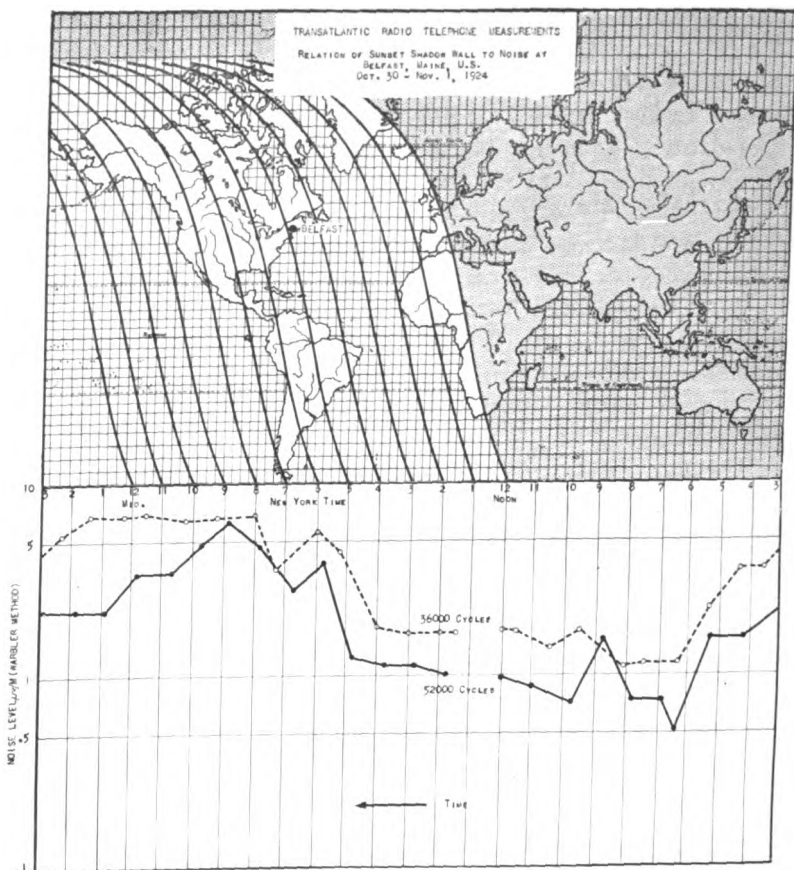 TRANSATLANTIC RADIO TELEPHONE MEASUREMENTS
RELATION OF SUNSET SHADOW WALL TO NOISE AT
BELFAST, MAINE, U.S.
OCT. 30 - NOV. 1, 1924
BELFAST
10
3 2 1 12 11 10 9 8 7 6 5 4 3 2 1 12 11 10 9 8 7 6 5 4 3
MID. NEW YORK TIME NOON
5
36000 CYCLES
1
52000 CYCLES
.5
TIME
.1
NOISE LEVEL (WARBLER METHOD)